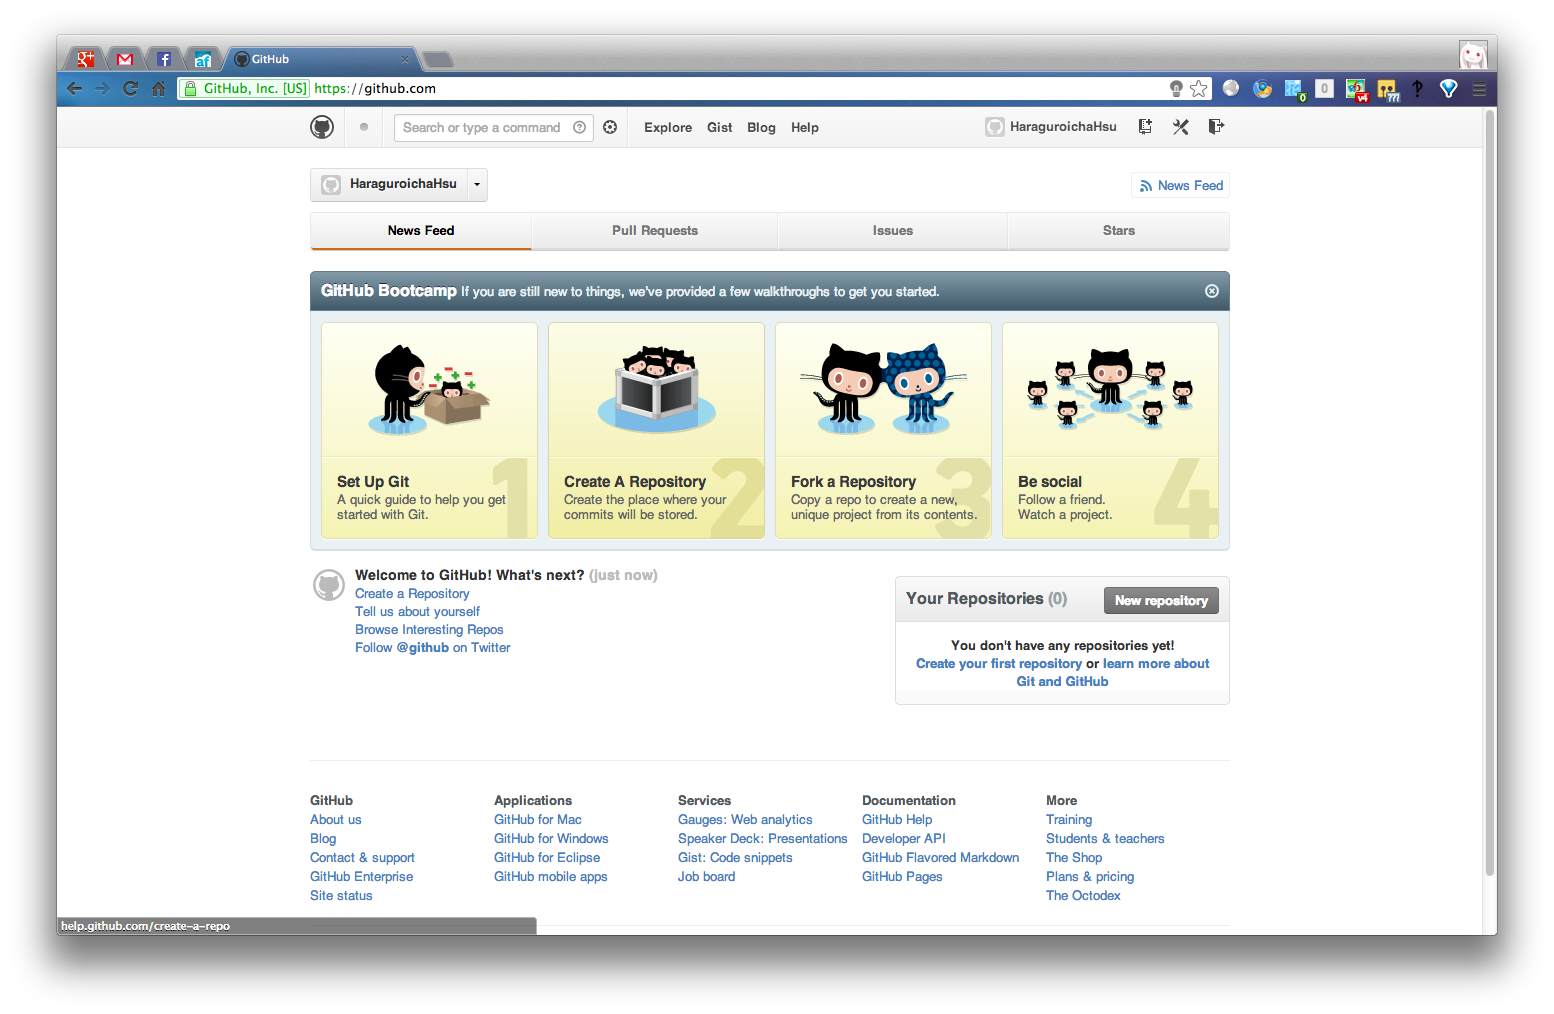 GitHub
GitHub, Inc. [US] https://github.com
0
0
v4
???
Search or type a command
Explore Gist Blog Help
HaraguroichaHsu
HaraguroichaHsu
News Feed
News Feed
Pull Requests
Issues
Stars
GitHub Bootcamp If you are still new to things, we've provided a few walkthroughs to get you started.
1
Set Up Git
A quick guide to help you get
started with Git.
2
Create A Repository
Create the place where your
commits will be stored.
3
Fork a Repository
Copy a repo to create a new,
unique project from its contents.
4
Be social
Follow a friend.
Watch a project.
Welcome to GitHub! What's next? (just now)
Create a Repository
Tell us about yourself
Browse Interesting Repos
Follow @github on Twitter
Your Repositories (0)
New repository
You don't have any repositories yet!
Create your first repository or learn more about
Git and GitHub
GitHub
About us
Blog
Contact & support
GitHub Enterprise
Site status
Applications
GitHub for Mac
GitHub for Windows
GitHub for Eclipse
GitHub mobile apps
Services
Gauges: Web analytics
Speaker Deck: Presentations
Gist: Code snippets
Job board
Documentation
GitHub Help
Developer API
GitHub Flavored Markdown
GitHub Pages
More
Training
Students & teachers
The Shop
Plans & pricing
The Octodex
help.github.com/create-a-repo